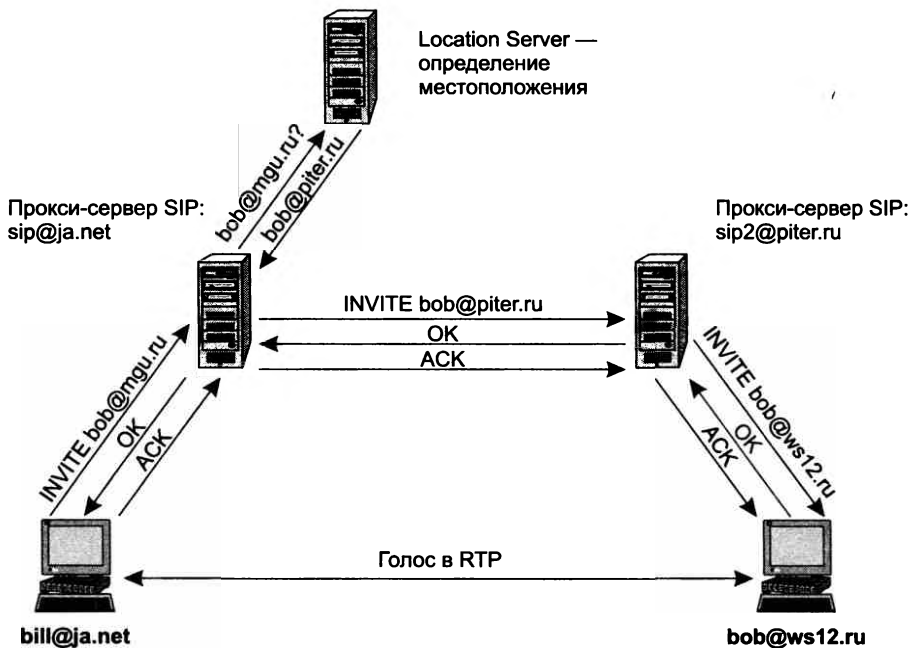 Location Server —
определение
местоположения
bob@mgu.ru?
bob@piter.ru
Прокси-сервер SIP:
sip@ja.net
Прокси-сервер SIP:
sip2@piter.ru
INVITE bob@piter.ru
OK
ACK
INVITE bob@mgu.ru
OK
ACK
INVITE bob@ws12.ru
OK
ACK
Голос в RTP
bill@ja.net
bob@ws12.ru